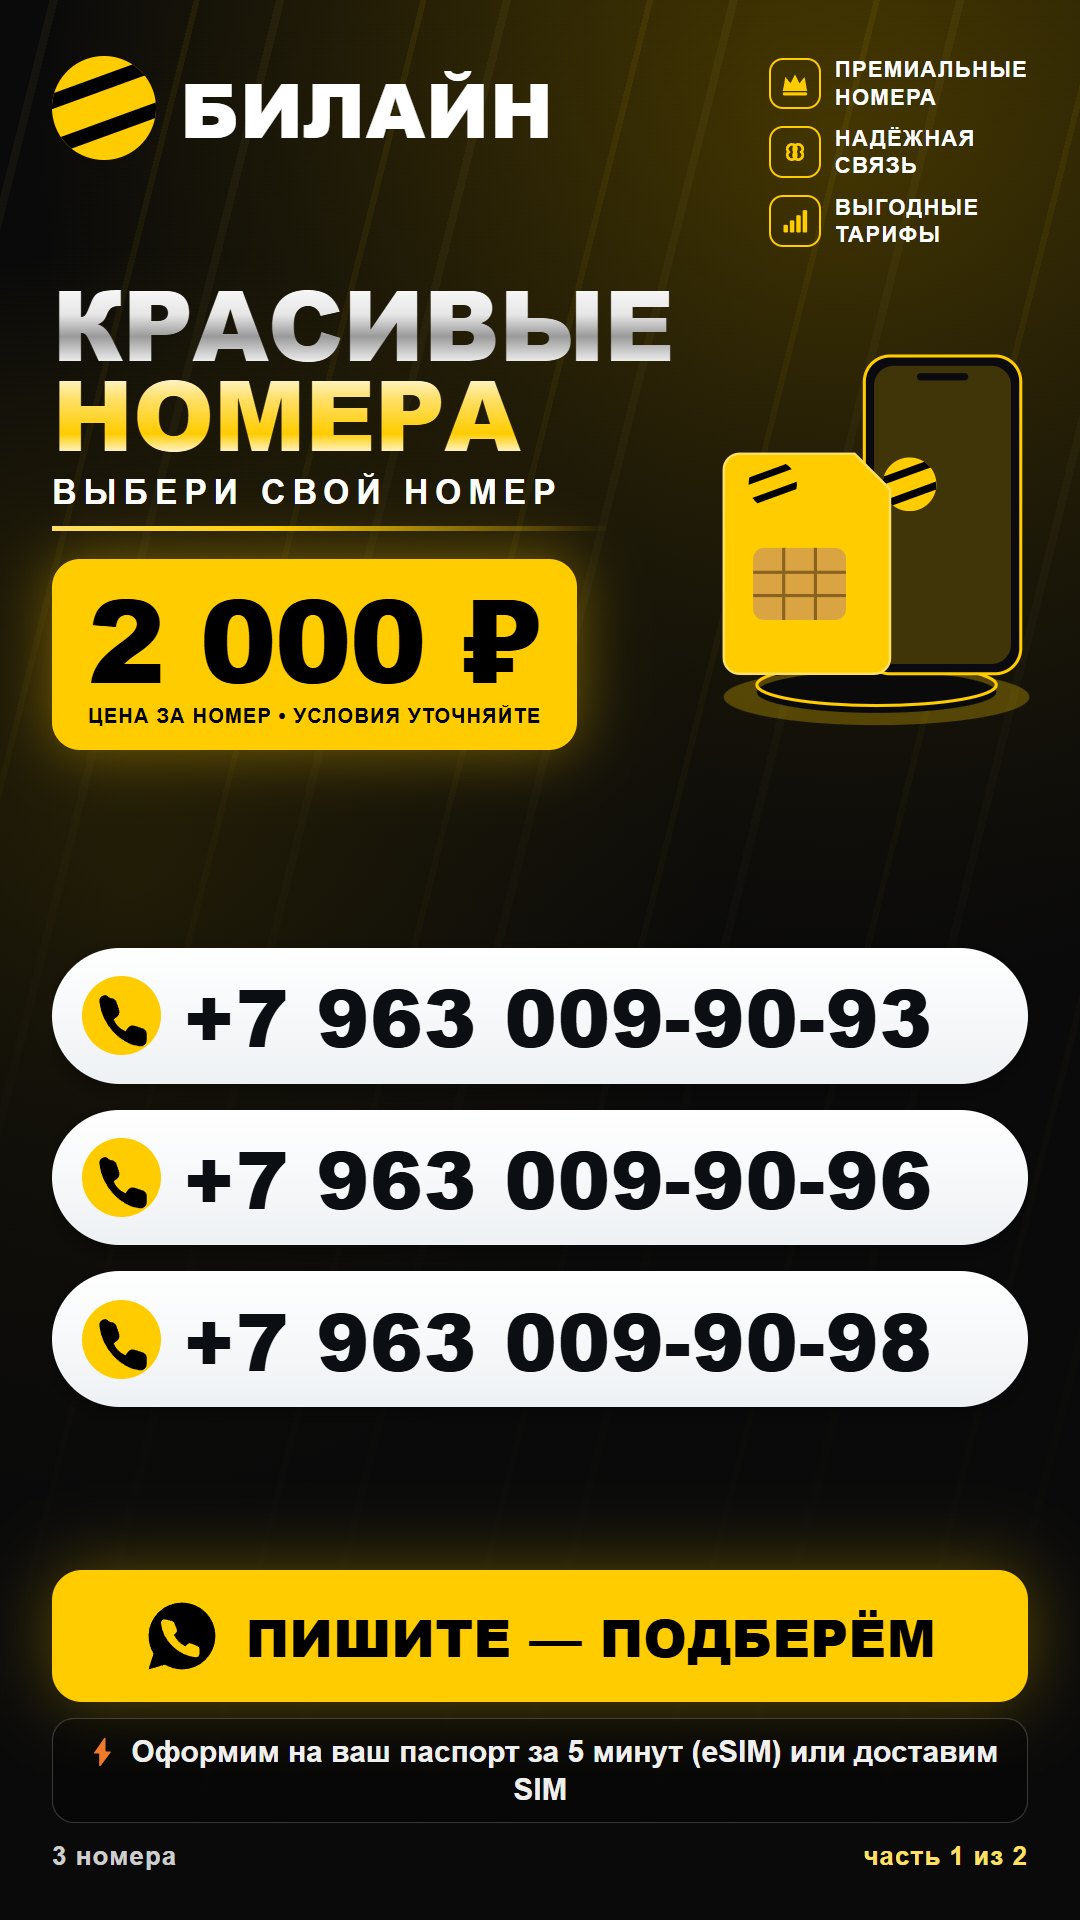 БИЛАЙН
ПРЕМИАЛЬНЫЕ
НОМЕРА
НАДЁЖНАЯ
СВЯЗЬ
ВЫГОДНЫЕ
ТАРИФЫ
КРАСИВЫЕ
НОМЕРА
ВЫБЕРИ СВОЙ НОМЕР
2 000 ₽
ЦЕНА ЗА НОМЕР • УСЛОВИЯ УТОЧНЯЙТЕ
+7 963 009-90-93
+7 963 009-90-96
+7 963 009-90-98
ПИШИТЕ — ПОДБЕРЁМ
Оформим на ваш паспорт за 5 минут (eSIM) или доставим
SIM
3 номера
часть 1 из 2